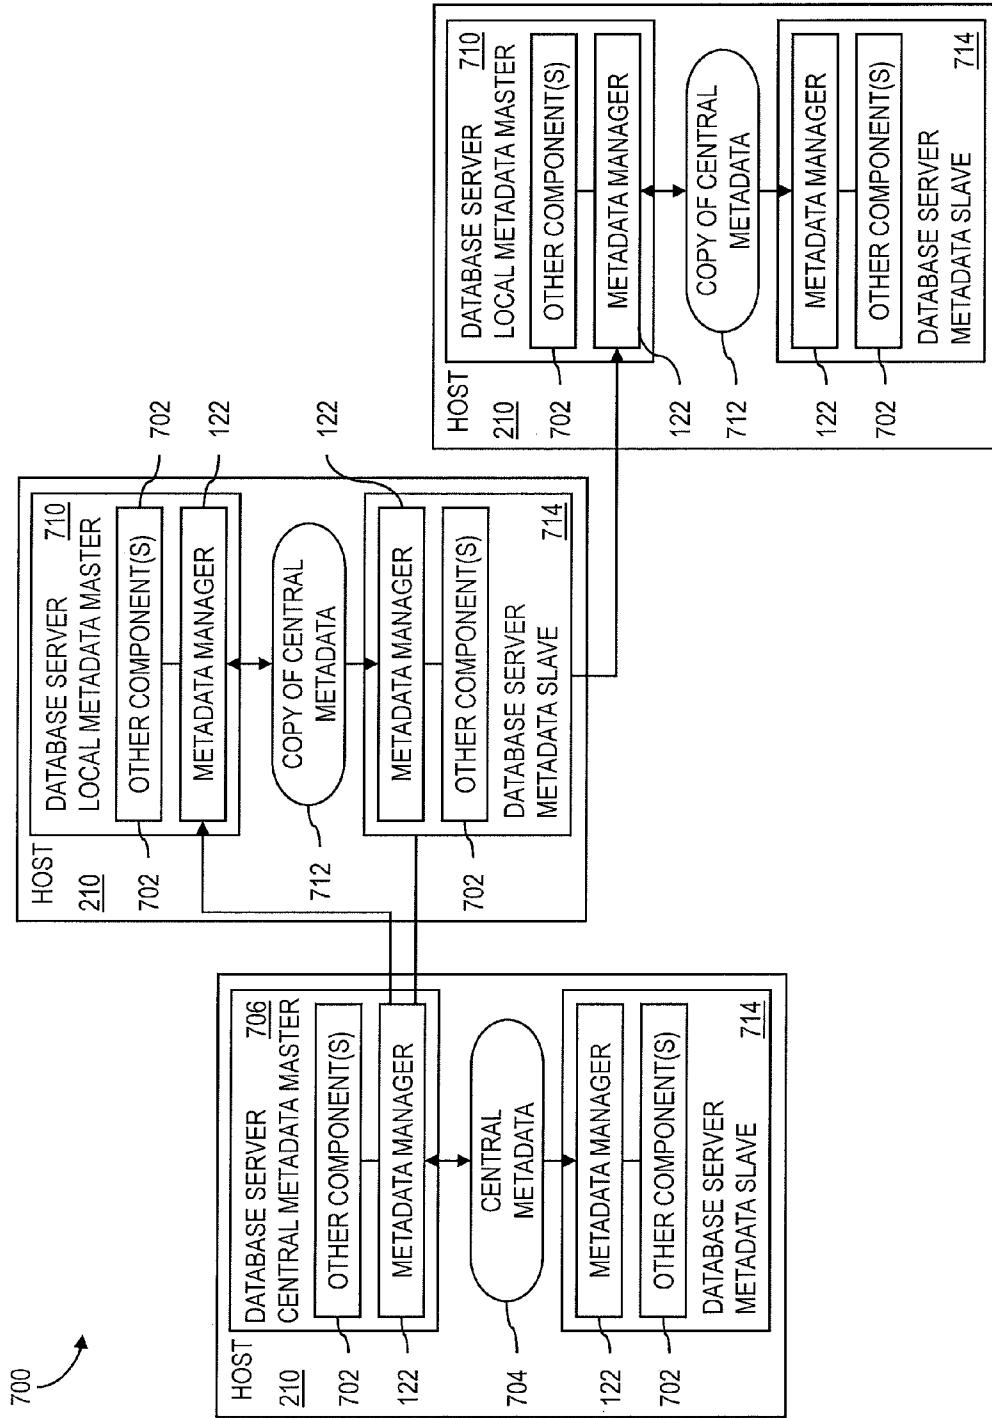 700
HOST
210
DATABASE SERVER
CENTRAL METADATA MASTER
706
702
OTHER COMPONENT(S)
122
METADATA MANAGER
704
CENTRAL
METADATA
122
METADATA MANAGER
702
OTHER COMPONENT(S)
DATABASE SERVER
METADATA SLAVE
714
HOST
210
DATABASE SERVER
LOCAL METADATA MASTER
710
702
OTHER COMPONENT(S)
702
METADATA MANAGER
122
712
COPY OF CENTRAL
METADATA
METADATA MANAGER
122
702
OTHER COMPONENT(S)
DATABASE SERVER
METADATA SLAVE
714
HOST
210
DATABASE SERVER
LOCAL METADATA MASTER
710
702
OTHER COMPONENT(S)
METADATA MANAGER
122
712
COPY OF CENTRAL
METADATA
122
METADATA MANAGER
702
OTHER COMPONENT(S)
DATABASE SERVER
METADATA SLAVE
714